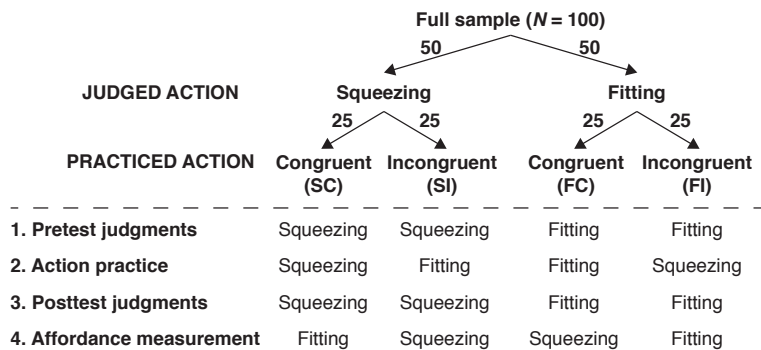 Full sample (N = 100)
50 50
JUDGED ACTION Squeezing Fitting
25 25 25 25
PRACTICED ACTION Congruent Incongruent Congruent Incongruent
(SC) (SI) (FC) (FI)
1. Pretest judgments Squeezing Squeezing Fitting Fitting
2. Action practice Squeezing Fitting Fitting Squeezing
3. Posttest judgments Squeezing Squeezing Fitting Fitting
4. Affordance measurement Fitting Squeezing Squeezing Fitting